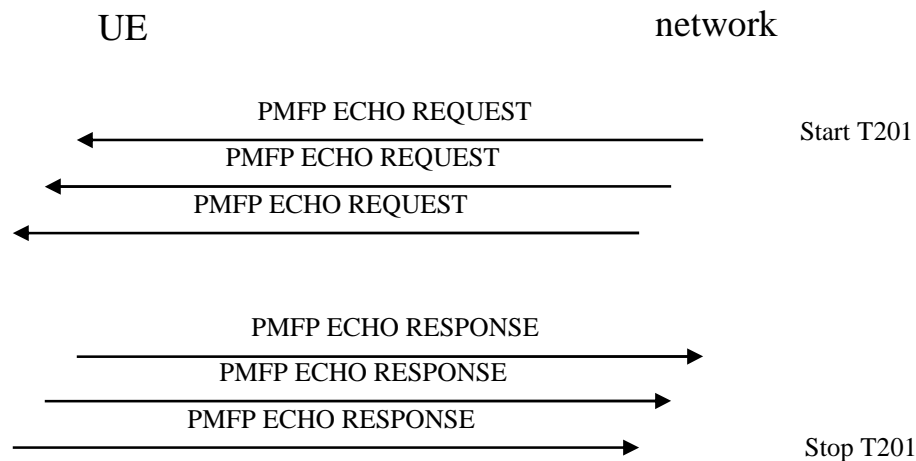 UE network
PMFP ECHO REQUEST
Start T201
PMFP ECHO REQUEST
PMFP ECHO REQUEST
PMFP ECHO RESPONSE
PMFP ECHO RESPONSE
PMFP ECHO RESPONSE
Stop T201